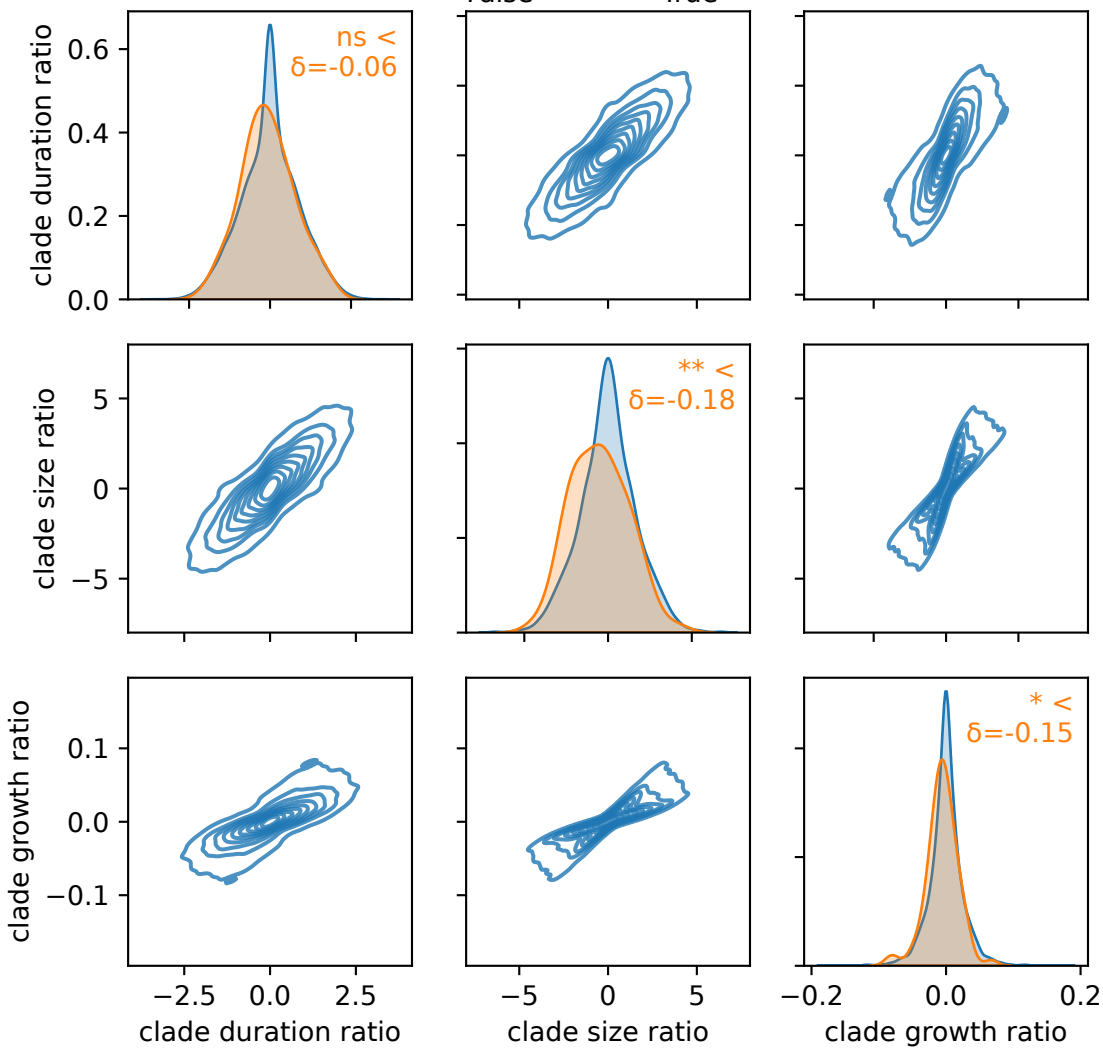 clade duration ratio
0.6
0.4
0.2
0.0
ns <
δ=-0.06
clade size ratio
5
0
−5
** <
δ=-0.18
clade growth ratio
0.1
0.0
−0.1
* <
δ=-0.15
−2.5 0.0 2.5
clade duration ratio
−5 0 5
clade size ratio
−0.2 0.0 0.2
clade growth ratio